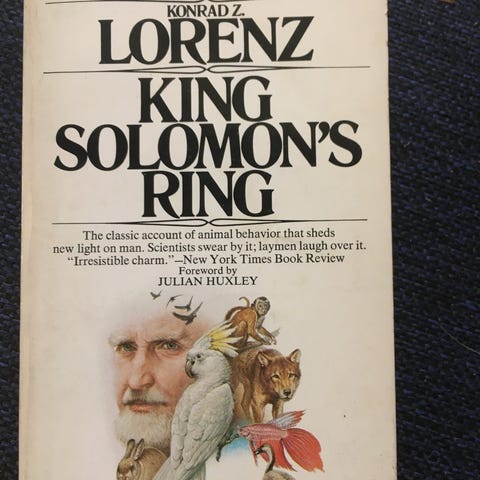 KONRAD Z.
LORENZ
KING
SOLOMON'S
RING
The classic account of animal behavior that sheds
new light on man. Scientists swear by it; laymen laugh over it.
"Irresistible charm."—New York Times Book Review
Foreword by
JULIAN HUXLEY